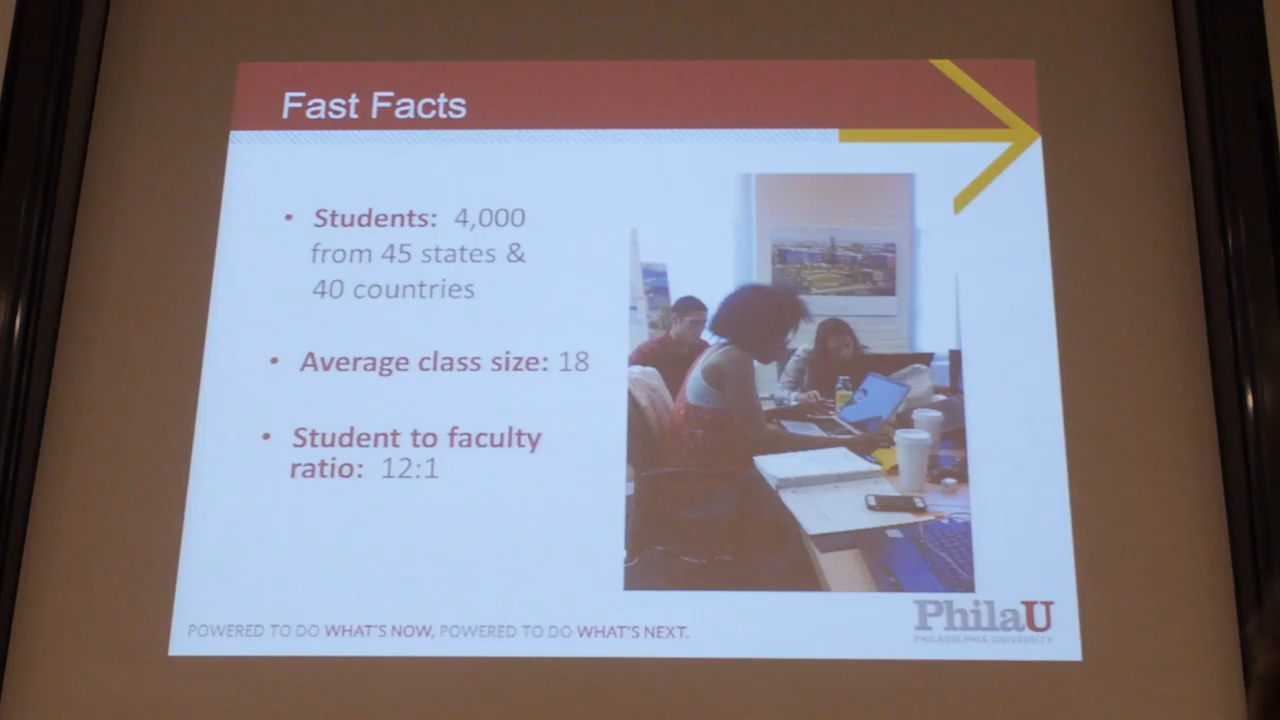 Fast Facts
• Students: 4,000
from 45 states &
40 countries
• Average class size: 18
• Student to faculty
ratio: 12:1
POWERED TO DO WHAT'S NOW, POWERED TO DO WHAT'S NEXT.
PhilaU
PHILADELPHIA UNIVERSITY